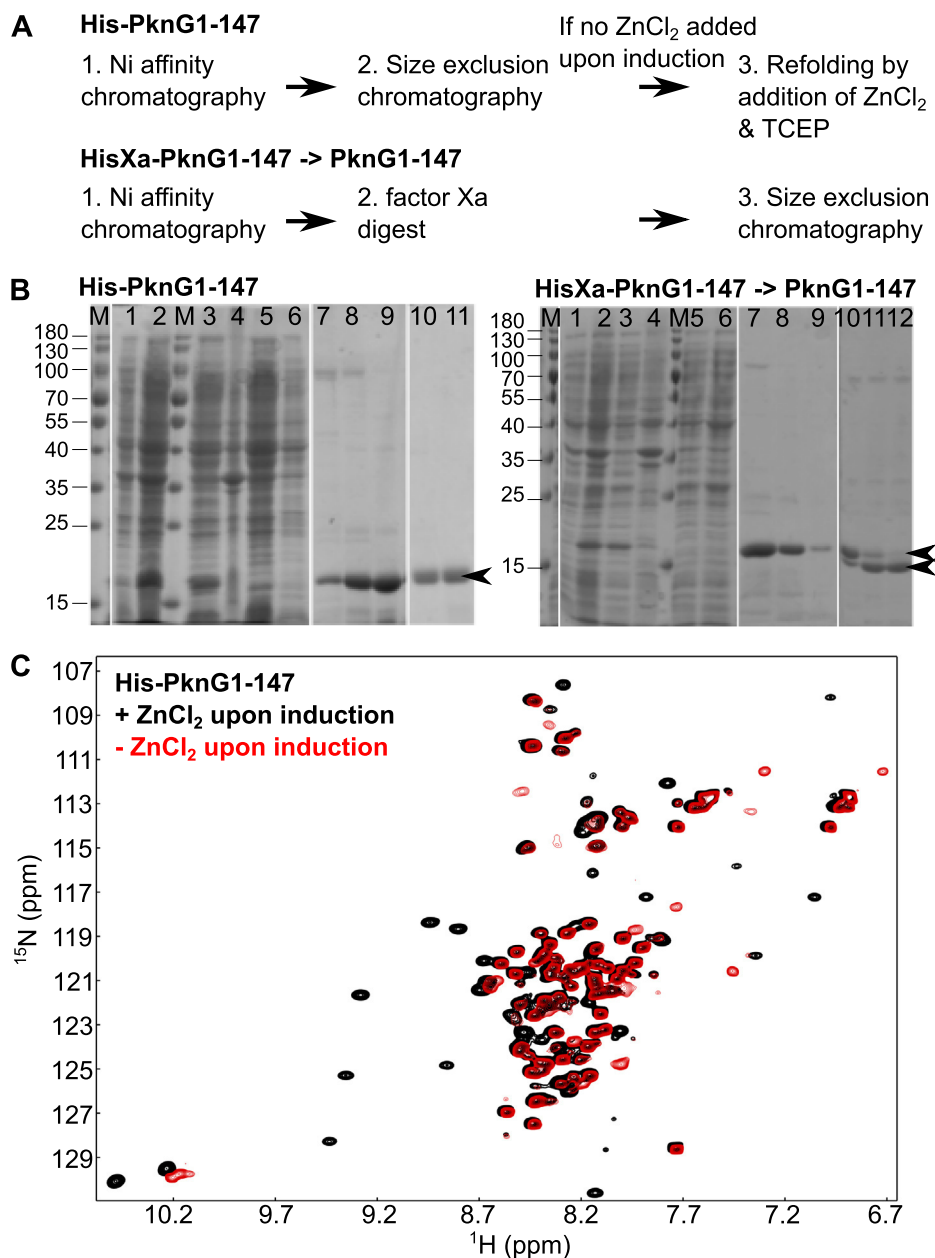 A
His-PknG1-147
If no ZnCl₂ added
upon induction
1. Ni affinity
chromatography
2. Size exclusion
chromatography
3. Refolding by
addition of ZnCl₂
& TCEP
HisXa-PknG1-147 -> PknG1-147
1. Ni affinity
chromatography
2. factor Xa
digest
3. Size exclusion
chromatography
B
His-PknG1-147
M 1 2 M 3 4 5 6 7 8 9 10 11
180
130
100
70
55
40
35
25
15
HisXa-PknG1-147 -> PknG1-147
M 1 2 3 4 M5 6 7 8 9 10 11 12
180
130
100
70
55
40
35
25
15
C
His-PknG1-147
+ ZnCl₂ upon induction
- ZnCl₂ upon induction
107
109
111
113
115
117
119
121
123
125
127
129
¹⁵N (ppm)
10.2 9.7 9.2 8.7 8.2 7.7 7.2 6.7
¹H (ppm)